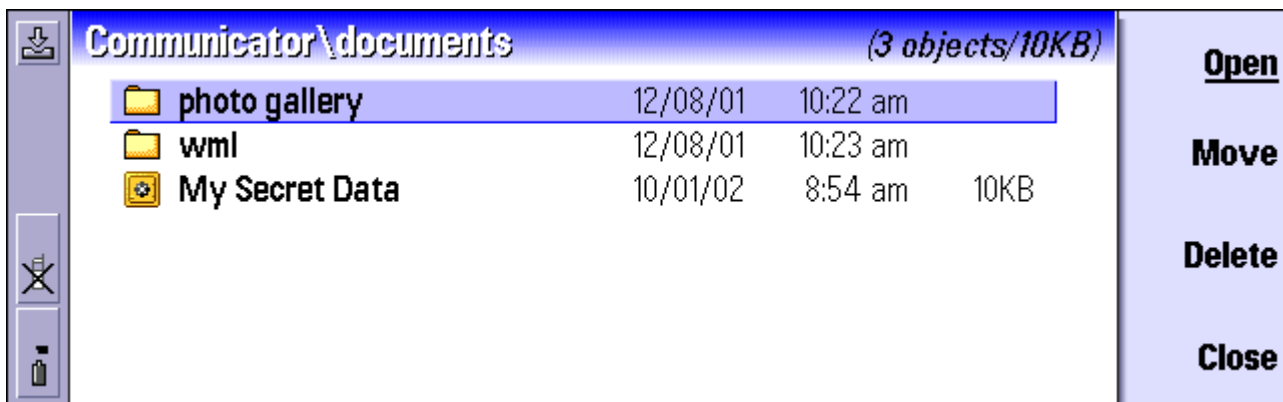 Communicator\documents (3 objects/10KB)
photo gallery 12/08/01 10:22 am
wml 12/08/01 10:23 am
My Secret Data 10/01/02 8:54 am 10KB
Open
Move
Delete
Close